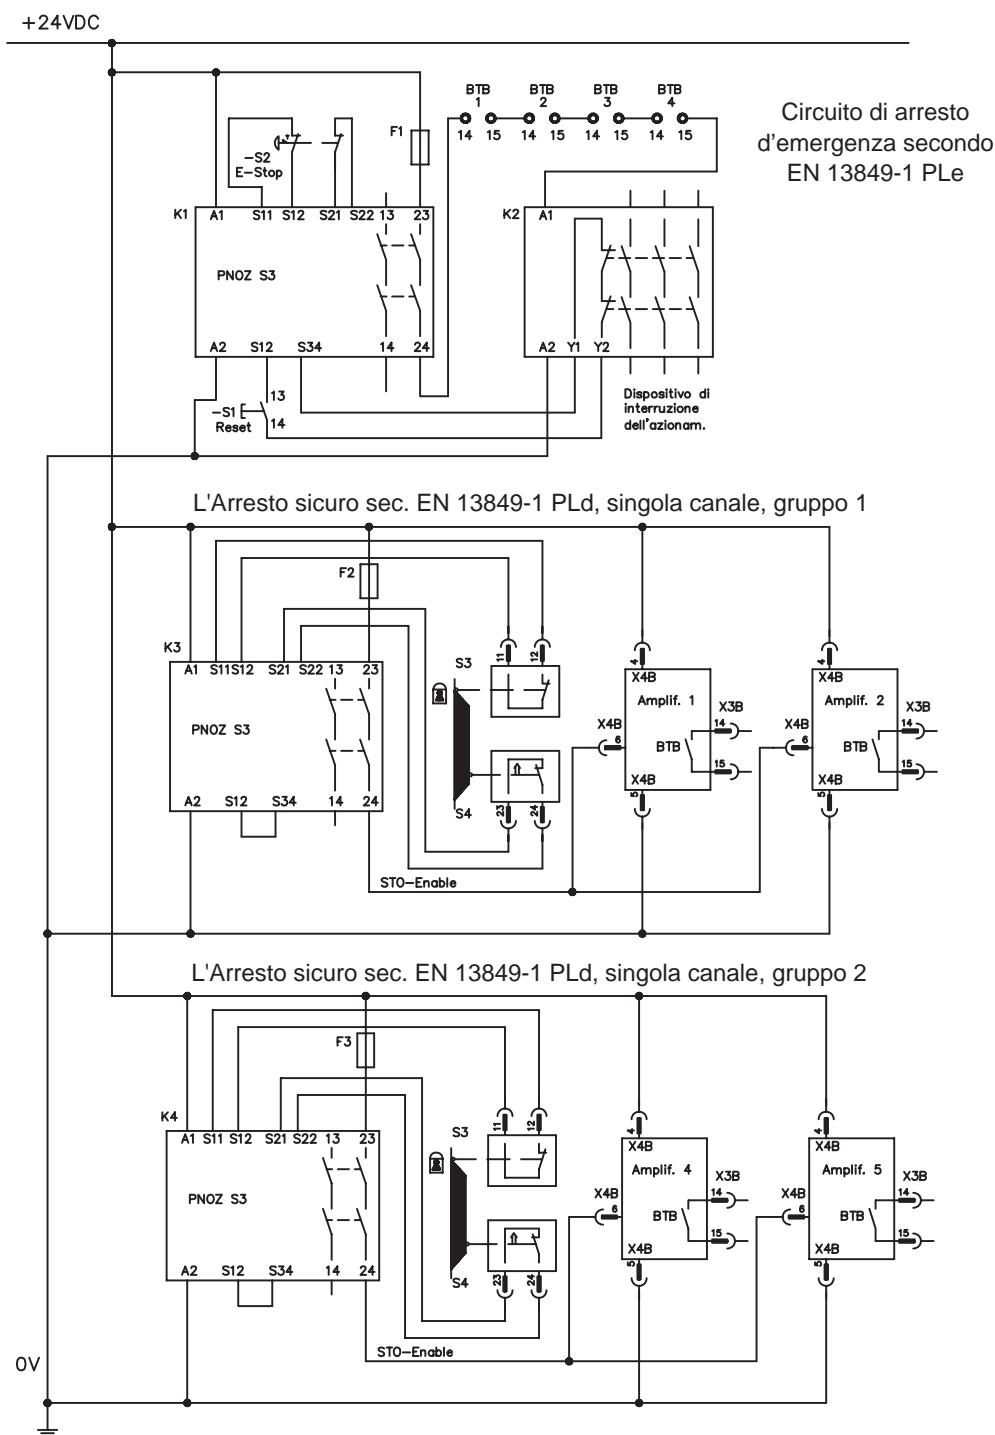 +24VDC
BTB 1
BTB 2
BTB 3
BTB 4
14 15 14 15 14 15 14 15
Circuito di arresto
d'emergenza secondo
EN 13849-1 PLe
F1
-S2
E-Stop
K1 A1 S11 S12 S21 S22 13 23
PNOZ S3
A2 S12 S34 14 24
K2 A1
A2 Y1 Y2
Dispositivo di
interruzione
dell'azionam.
-S1
Reset
13
14
L'Arresto sicuro sec. EN 13849-1 PLd, singola canale, gruppo 1
F2
K3
A1 S11 S12 S21 S22 13 23
PNOZ S3
A2 S12 S34 14 24
S3
11 12
S4
23 24
STO-Enable
4
X4B
Amplif. 1
X3B
X4B
6
14
BTB
15
X4B
5
4
X4B
Amplif. 2
X3B
X4B
6
14
BTB
15
X4B
5
L'Arresto sicuro sec. EN 13849-1 PLd, singola canale, gruppo 2
F3
K4
A1 S11 S12 S21 S22 13 23
PNOZ S3
A2 S12 S34 14 24
S3
11 12
S4
23 24
STO-Enable
4
X4B
Amplif. 4
X3B
X4B
6
14
BTB
15
X4B
5
4
X4B
Amplif. 5
X3B
X4B
6
14
BTB
15
X4B
5
0V